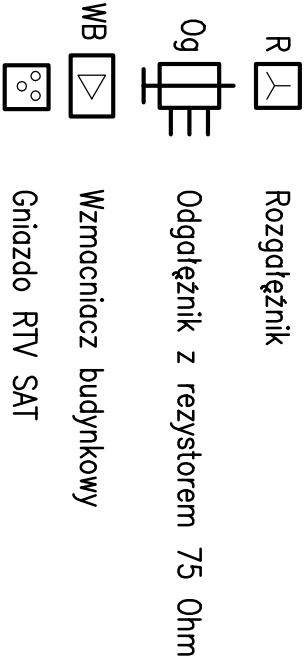 R Rozgałęźnik
Og Odgałęźnik z rezystorem 75 Ohm
WB Wzmacniacz budynkowy
Gniazdo RTV SAT